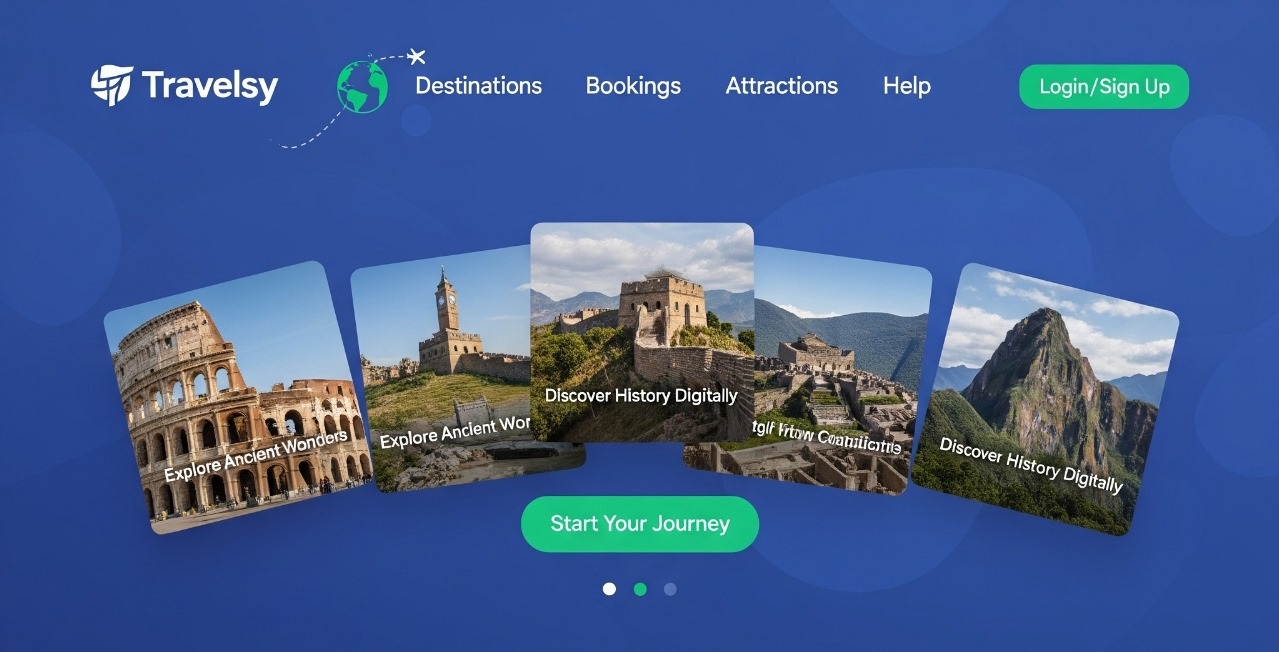 Travelsy
Destinations
Bookings
Attractions
Help
Login/Sign Up
Explore Ancient Wonders
Explore Ancient Wor
Discover History Digitally
Discover History Digitally
Start Your Journey